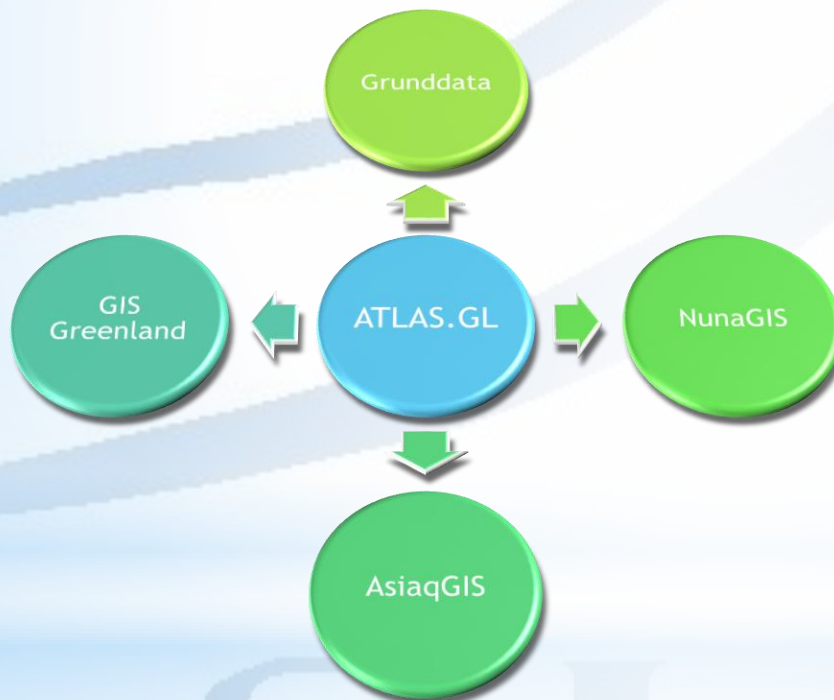 Grunddata
GIS
Greenland
ATLAS.GL
NunaGIS
AsiaqGIS